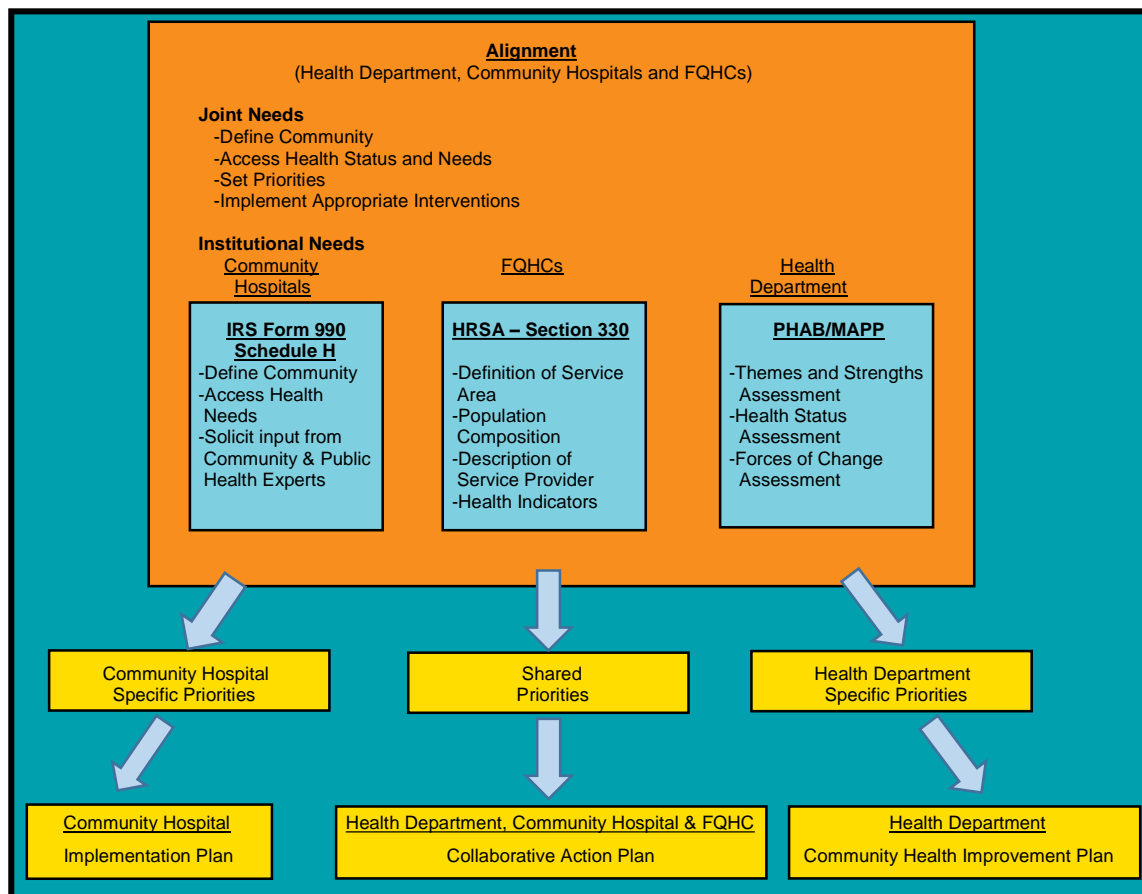 Alignment
(Health Department, Community Hospitals and FQHCs)
Joint Needs
-Define Community
-Access Health Status and Needs
-Set Priorities
-Implement Appropriate Interventions
Institutional Needs
Community
Hospitals
IRS Form 990
Schedule H
-Define Community
-Access Health
Needs
-Solicit input from
Community & Public
Health Experts
FQHCs
HRSA – Section 330
-Definition of Service
Area
-Population
Composition
-Description of
Service Provider
-Health Indicators
Health
Department
PHAB/MAPP
-Themes and Strengths
Assessment
-Health Status
Assessment
-Forces of Change
Assessment
Community Hospital
Specific Priorities
Shared
Priorities
Health Department
Specific Priorities
Community Hospital
Implementation Plan
Health Department, Community Hospital & FQHC
Collaborative Action Plan
Health Department
Community Health Improvement Plan